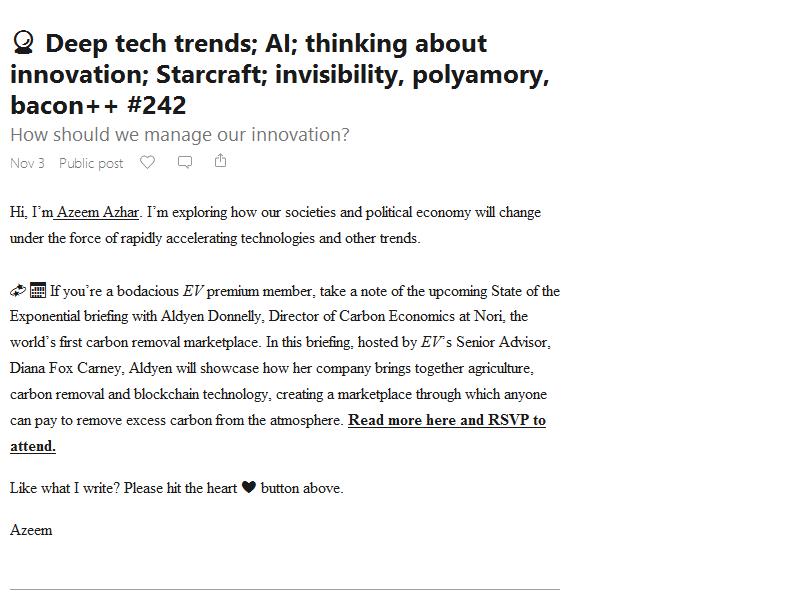 🔮 Deep tech trends; AI; thinking about
innovation; Starcraft; invisibility, polyamory,
bacon++ #242
How should we manage our innovation?
Nov 3 Public post
Hi, I’m Azeem Azhar. I’m exploring how our societies and political economy will change
under the force of rapidly accelerating technologies and other trends.
If you’re a bodacious EV premium member, take a note of the upcoming State of the
Exponential briefing with Aldyen Donnelly, Director of Carbon Economics at Nori, the
world’s first carbon removal marketplace. In this briefing, hosted by EV’s Senior Advisor,
Diana Fox Carney, Aldyen will showcase how her company brings together agriculture,
carbon removal and blockchain technology, creating a marketplace through which anyone
can pay to remove excess carbon from the atmosphere. Read more here and RSVP to
attend.
Like what I write? Please hit the heart ♥ button above.
Azeem